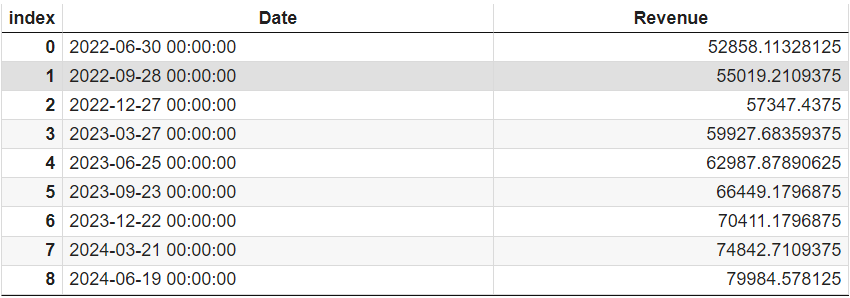 index Date Revenue
0 2022-06-30 00:00:00 52858.11328125
1 2022-09-28 00:00:00 55019.2109375
2 2022-12-27 00:00:00 57347.4375
3 2023-03-27 00:00:00 59927.68359375
4 2023-06-25 00:00:00 62987.87890625
5 2023-09-23 00:00:00 66449.1796875
6 2023-12-22 00:00:00 70411.1796875
7 2024-03-21 00:00:00 74842.7109375
8 2024-06-19 00:00:00 79984.578125